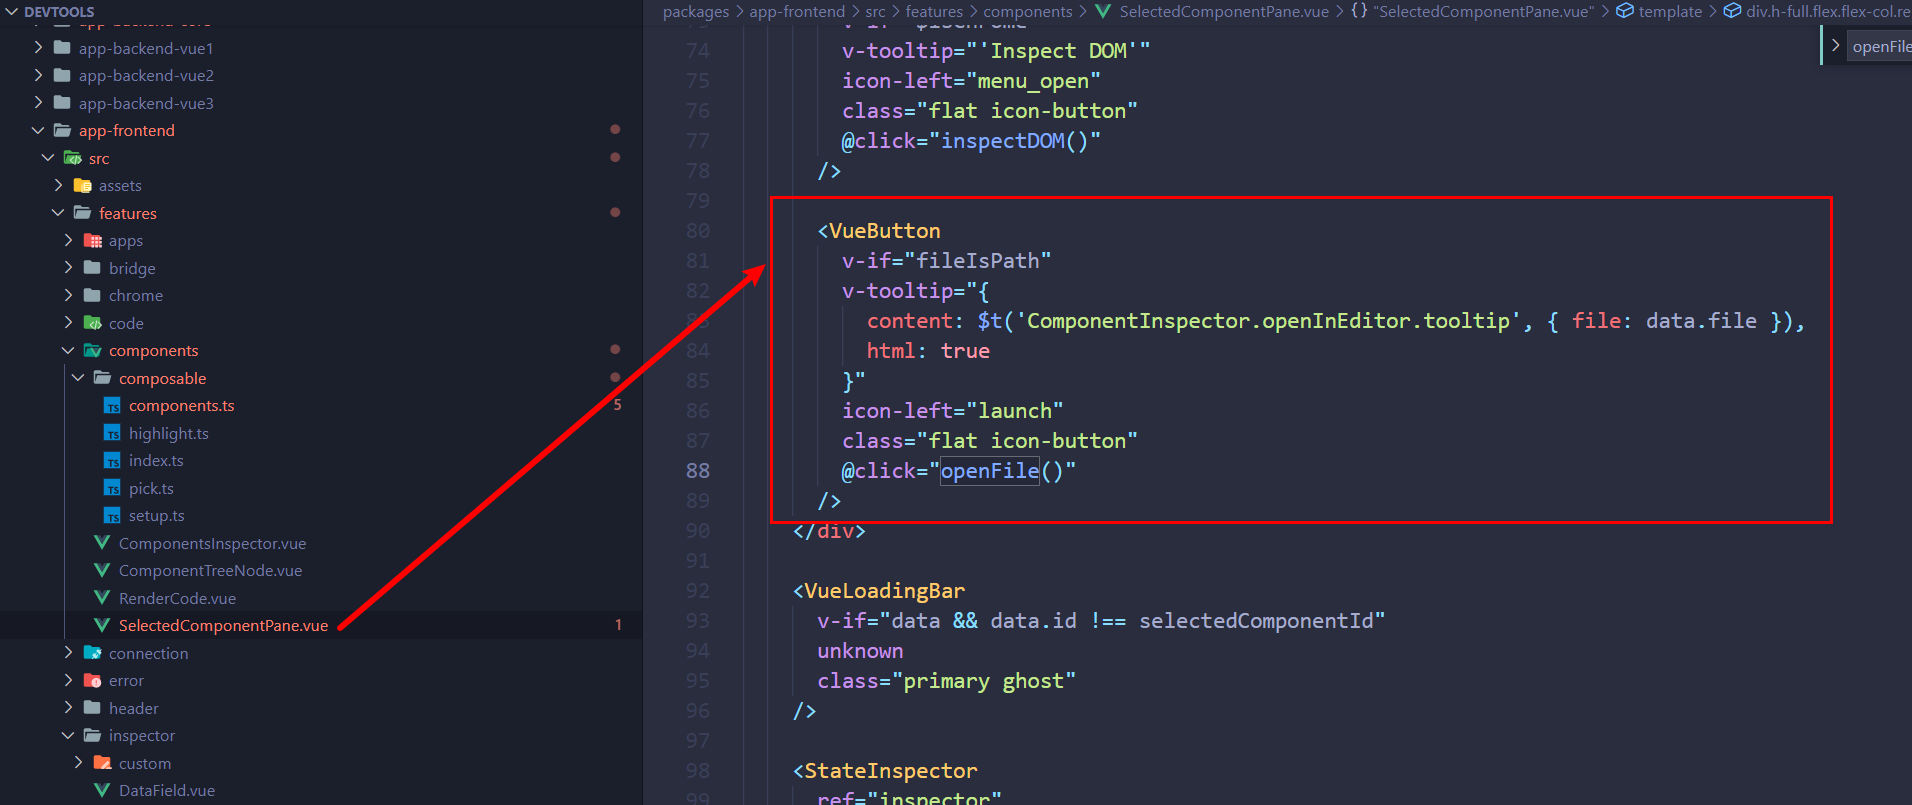 DEVTOOLS
app-backend-core
app-backend-vue1
app-backend-vue2
app-backend-vue3
app-frontend
src
assets
features
apps
bridge
chrome
code
components
composable
components.ts 5
highlight.ts
index.ts
pick.ts
setup.ts
ComponentsInspector.vue
ComponentTreeNode.vue
RenderCode.vue
SelectedComponentPane.vue 1
connection
error
header
inspector
custom
DataField.vue
packages > app-frontend > src > features > components > SelectedComponentPane.vue > {} "SelectedComponentPane.vue" > template > div.h-full.flex.flex-col.re
openFile
73 v-if="$isChrome"
74 v-tooltip="'Inspect DOM'"
75 icon-left="menu_open"
76 class="flat icon-button"
77 @click="inspectDOM()"
78 />
79
80 <VueButton
81 v-if="fileIsPath"
82 v-tooltip="{
83 content: $t('ComponentInspector.openInEditor.tooltip', { file: data.file }),
84 html: true
85 }"
86 icon-left="launch"
87 class="flat icon-button"
88 @click="openFile()"
89 />
90 </div>
91
92 <VueLoadingBar
93 v-if="data && data.id !== selectedComponentId"
94 unknown
95 class="primary ghost"
96 />
97
98 <StateInspector
99 ref="inspector"